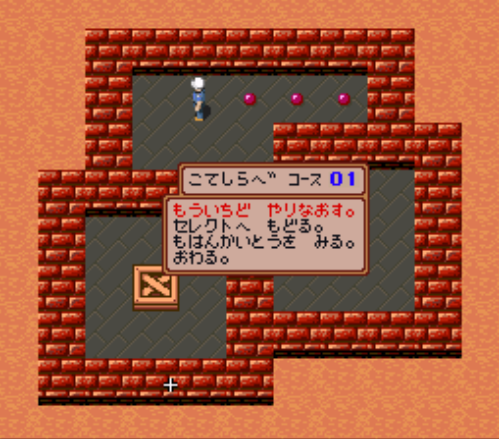 こてしらべ コース 01
もういちど やりなおす。
セレクトへ もどる。
もはんかいとうを みる。
おわる。